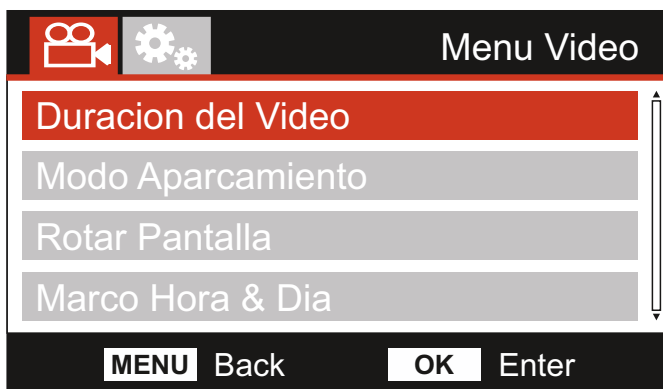 Menu Video
Duracion del Video
Modo Aparcamiento
Rotar Pantalla
Marco Hora & Dia
MENU Back OK Enter